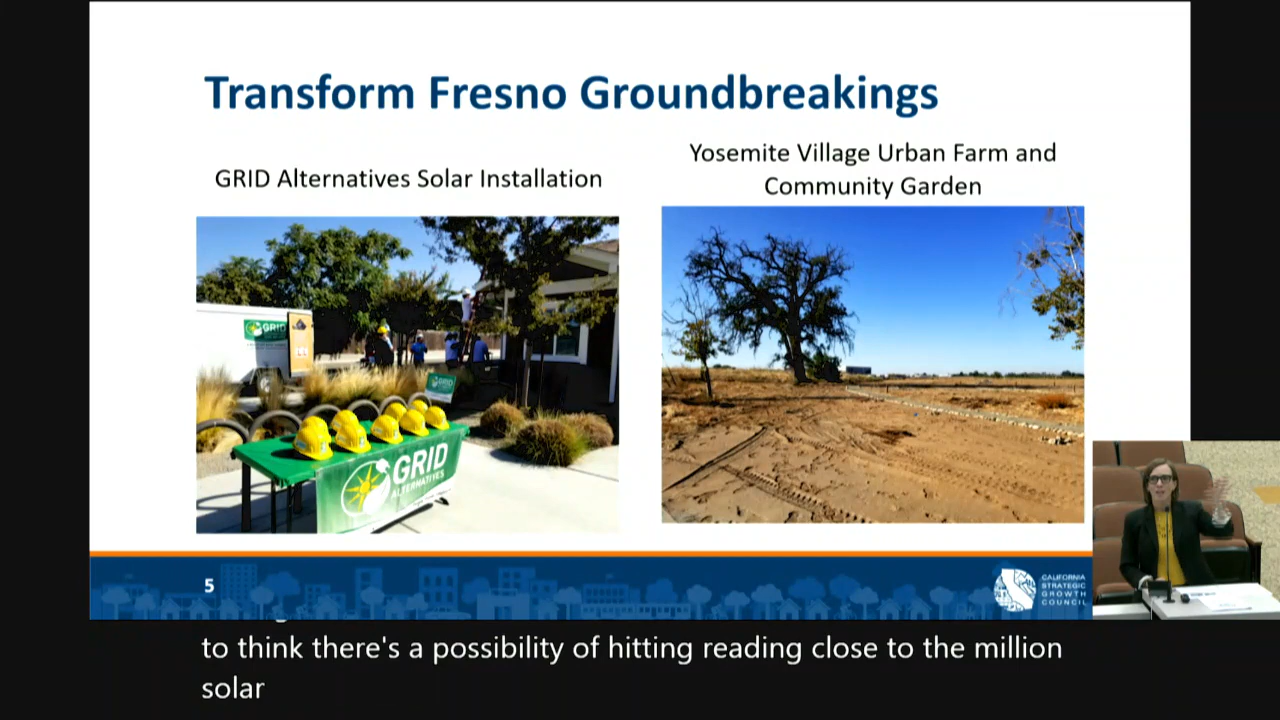 Transform Fresno Groundbreakings
GRID Alternatives Solar Installation
Yosemite Village Urban Farm and
Community Garden
GRID
GRID
GRID
ALTERNATIVES
5
CALIFORNIA
STRATEGIC
GROWTH
COUNCIL
to think there's a possibility of hitting reading close to the million
solar